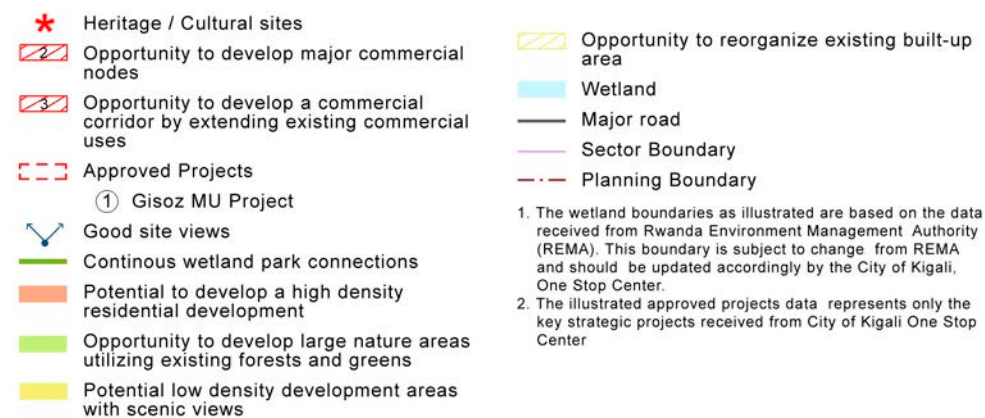 Heritage / Cultural sites
2
Opportunity to develop major commercial
nodes
3
Opportunity to develop a commercial
corridor by extending existing commercial
uses
Approved Projects
1 Gisoz MU Project
Good site views
Continous wetland park connections
Potential to develop a high density
residential development
Opportunity to develop large nature areas
utilizing existing forests and greens
Potential low density development areas
with scenic views
Opportunity to reorganize existing built-up
area
Wetland
Major road
Sector Boundary
Planning Boundary
1. The wetland boundaries as illustrated are based on the data
received from Rwanda Environment Management Authority
(REMA). This boundary is subject to change from REMA
and should be updated accordingly by the City of Kigali,
One Stop Center.
2. The illustrated approved projects data represents only the
key strategic projects received from City of Kigali One Stop
Center